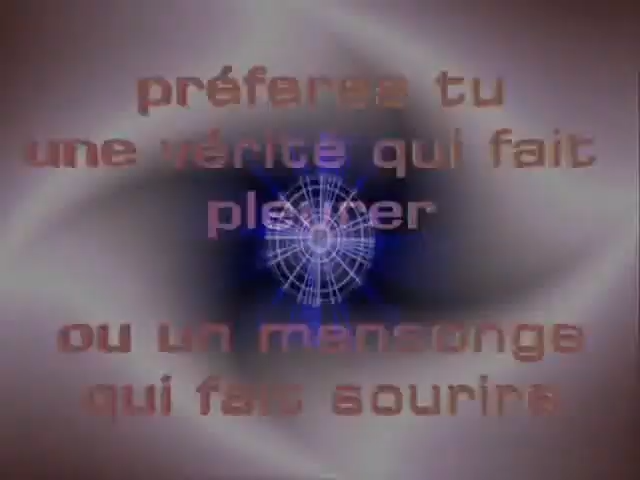 préferes tu
une vérité qui fait
pleurer
ou un mensonge
qui fait sourire